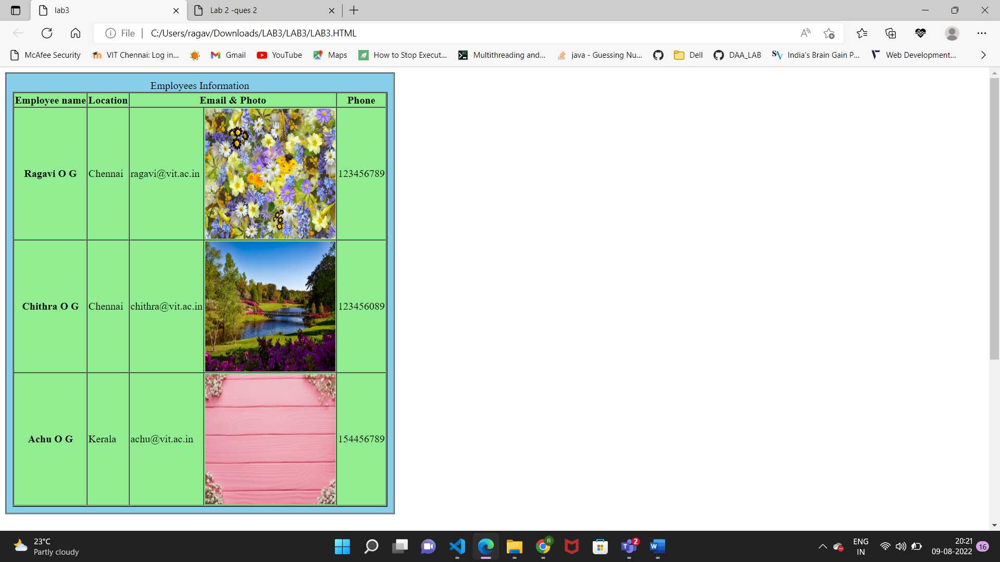 lab3
Lab 2 -ques 2
File
C:/Users/ragav/Downloads/LAB3/LAB3/LAB3.HTML
McAfee Security
VIT Chennai: Log in...
Gmail
YouTube
Maps
How to Stop Execut...
Multithreading and...
java - Guessing Nu...
Dell
DAA_LAB
India's Brain Gain P...
Web Development...
Employees Information
Employee name Location Email & Photo Phone
Ragavi O G Chennai ragavi@vit.ac.in 123456789
Chithra O G Chennai chithra@vit.ac.in 123456089
Achu O G Kerala achu@vit.ac.in 154456789
23°C
Partly cloudy
R
2
ENG
IN
20:21
09-08-2022
16